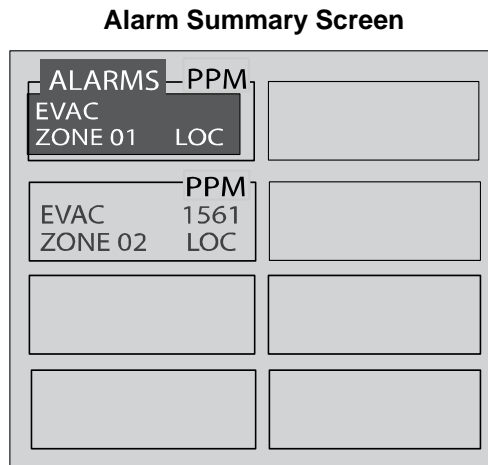 Alarm Summary Screen
ALARMS PPM
EVAC
ZONE 01 LOC
PPM
EVAC 1561
ZONE 02 LOC